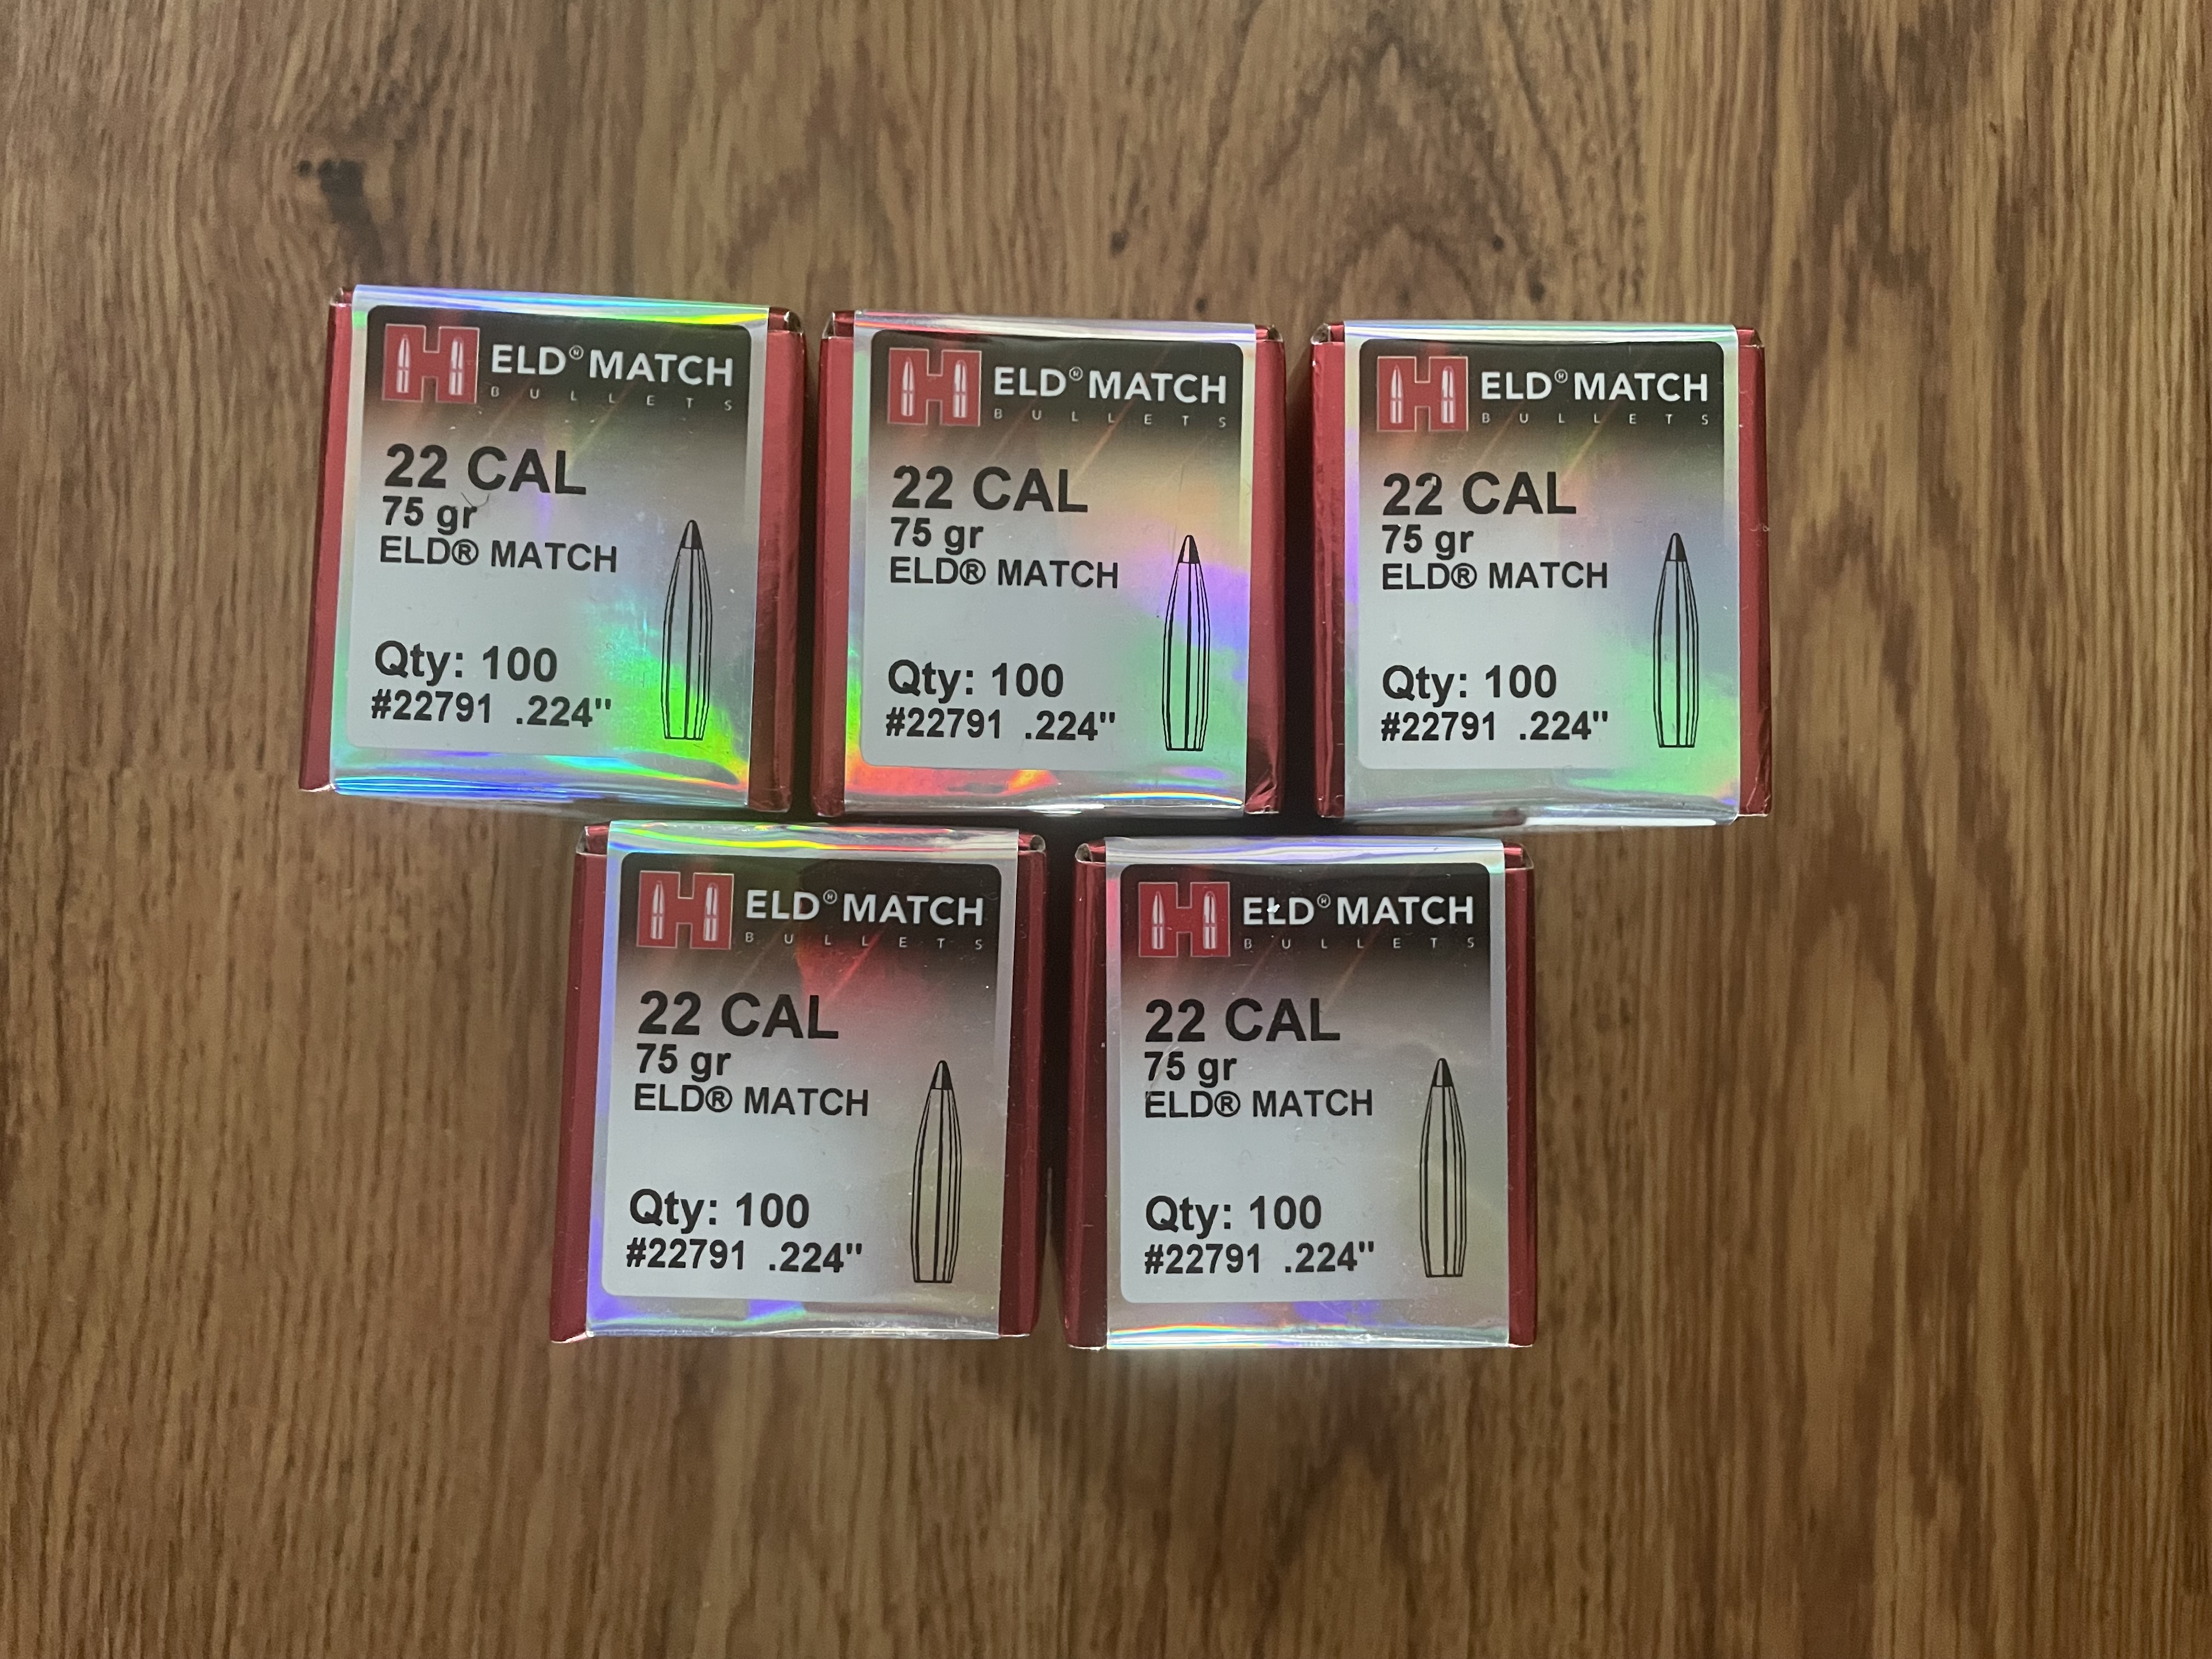 ELD® MATCH
BULLETS
22 CAL
75 gr
ELD® MATCH
Qty: 100
#22791 .224"
ELD® MATCH
BULLETS
22 CAL
75 gr
ELD® MATCH
Qty: 100
#22791 .224"
ELD® MATCH
BULLETS
22 CAL
75 gr
ELD® MATCH
Qty: 100
#22791 .224"
ELD® MATCH
BULLETS
22 CAL
75 gr
ELD® MATCH
Qty: 100
#22791 .224"
ELD® MATCH
BULLETS
22 CAL
75 gr
ELD® MATCH
Qty: 100
#22791 .224"